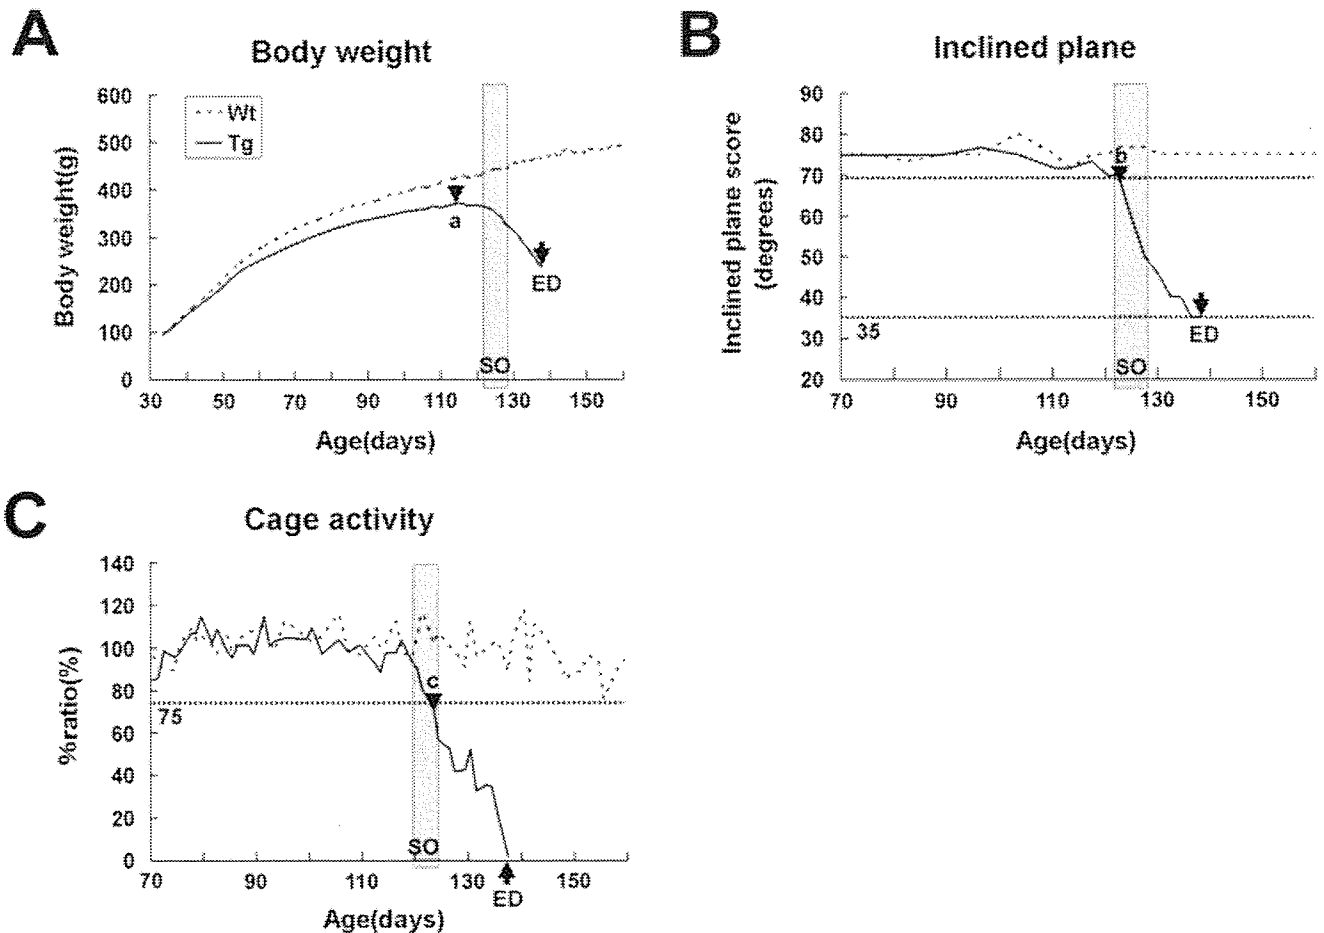 A
Body weight
Body weight(g)
600
500
400
300
200
100
0
Wt
Tg
a
ED
SO
30
50
70
90
110
130
150
Age(days)
B
Inclined plane
Inclined plane score
(degrees)
90
80
70
60
50
40
30
20
b
35
ED
SO
70
90
110
130
150
Age(days)
C
Cage activity
%ratio(%)
140
120
100
80
60
40
20
0
c
75
SO
ED
70
90
110
130
150
Age(days)